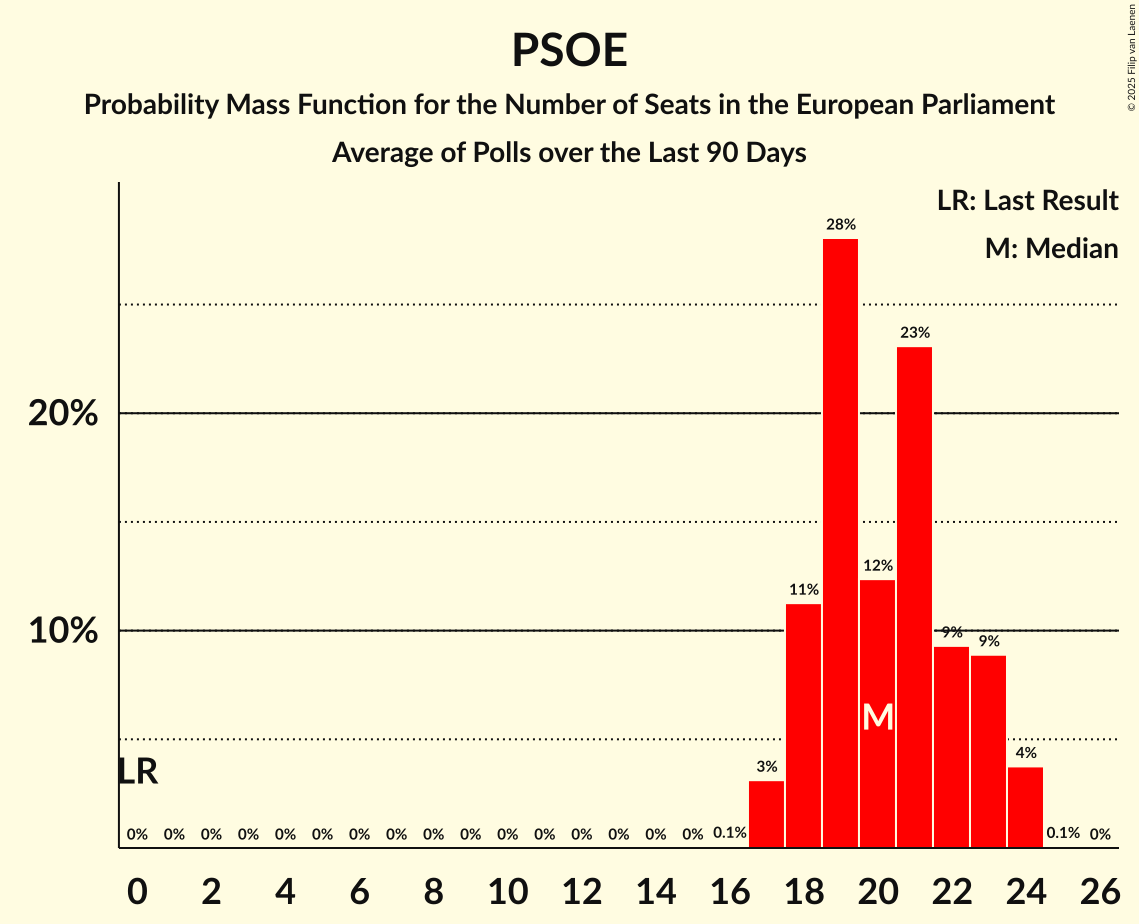 PSOE
Probability Mass Function for the Number of Seats in the European Parliament
Average of Polls over the Last 90 Days
© 2025 Filip van Laenen
LR: Last Result
M: Median
28%
23%
20%
12%
11%
10%
9%
9%
M
4%
3%
LR
0% 0% 0% 0% 0% 0% 0% 0% 0% 0% 0% 0% 0% 0% 0% 0% 0.1% 0.1% 0%
0 2 4 6 8 10 12 14 16 18 20 22 24 26